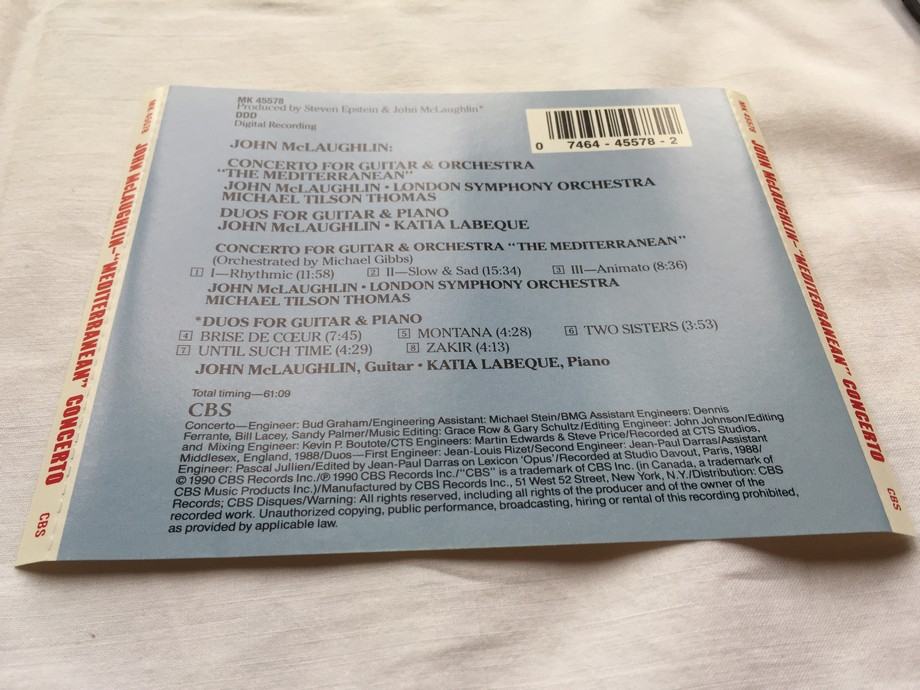 MK 45578
Produced by Steven Epstein & John McLaughlin*
DDD
Digital Recording
0 7464-45578-2
JOHN McLAUGHLIN:
CONCERTO FOR GUITAR & ORCHESTRA
"THE MEDITERRANEAN"
JOHN McLAUGHLIN • LONDON SYMPHONY ORCHESTRA
MICHAEL TILSON THOMAS
DUOS FOR GUITAR & PIANO
JOHN McLAUGHLIN • KATIA LABEQUE
CONCERTO FOR GUITAR & ORCHESTRA "THE MEDITERRANEAN"
(Orchestrated by Michael Gibbs)
1 I—Rhythmic (11:58) 2 II—Slow & Sad (15:34) 3 III—Animato (8:36)
JOHN McLAUGHLIN • LONDON SYMPHONY ORCHESTRA
MICHAEL TILSON THOMAS
*DUOS FOR GUITAR & PIANO
4 BRISE DE CŒUR (7:45) 5 MONTANA (4:28) 6 TWO SISTERS (3:53)
7 UNTIL SUCH TIME (4:29) 8 ZAKIR (4:13)
JOHN McLAUGHLIN, Guitar • KATIA LABEQUE, Piano
Total timing—61:09
CBS
Concerto—Engineer: Bud Graham/Engineering Assistant: Michael Stein/BMG Assistant Engineers: Dennis
Ferrante, Bill Lacey, Sandy Palmer/Music Editing: Grace Row & Gary Schultz/Editing Engineer: John Johnson/Editing
and Mixing Engineer: Kevin P. Boutote/CTS Engineers: Martin Edwards & Steve Price/Recorded at CTS Studios,
Middlesex, England, 1988/Duos—First Engineer: Jean-Louis Rizet/Second Engineer: Jean-Paul Darras/Assistant
Engineer: Pascal Jullien/Edited by Jean-Paul Darras on Lexicon 'Opus'/Recorded at Studio Davout, Paris, 1988/
© 1990 CBS Records Inc./℗ 1990 CBS Records Inc./"CBS" is a trademark of CBS Inc. (in Canada, a trademark of
CBS Music Products Inc.)/Manufactured by CBS Records Inc., 51 West 52 Street, New York, N.Y./Distribution: CBS
Records; CBS Disques/Warning: All rights reserved, including all rights of the producer and of the owner of the
recorded work. Unauthorized copying, public performance, broadcasting, hiring or rental of this recording prohibited,
as provided by applicable law.
MK 45578 JOHN McLAUGHLIN–"MEDITERRANEAN" CONCERTO CBS
MK 45578 JOHN McLAUGHLIN–"MEDITERRANEAN" CONCERTO CBS